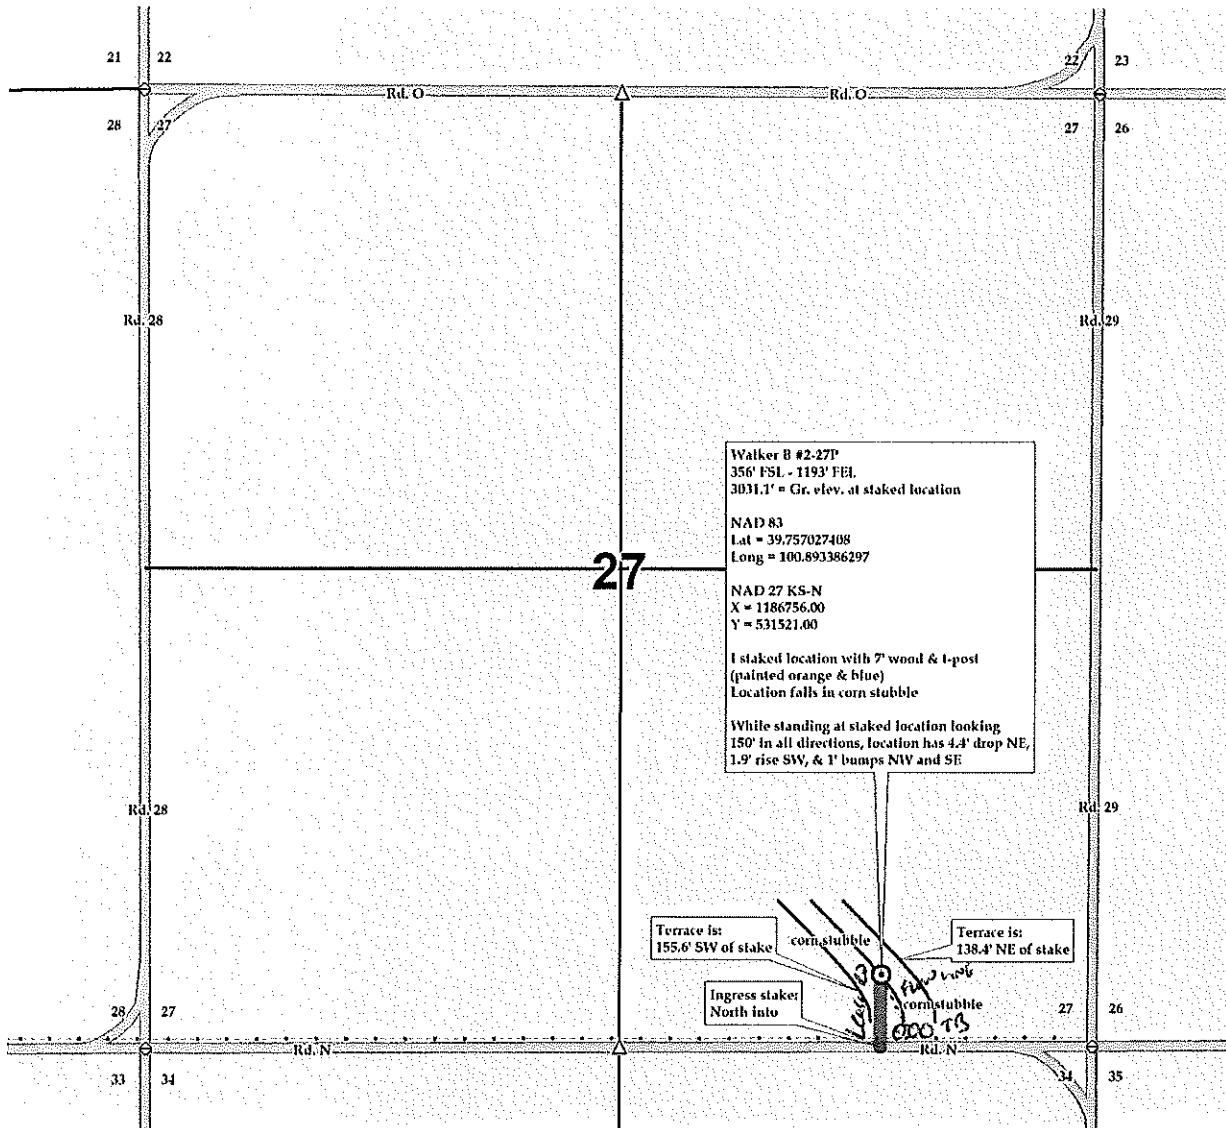 21 22
22 23
Rd. O
Rd. O
28 27
27 26
Rd. 28
Rd. 29
Walker B #2-27P
356' FSL - 1193' FEL
3031.1' = Gr. elev. at staked location
NAD 83
Lat = 39.757027408
Long = 100.893386297
27
NAD 27 KS-N
X = 1186756.00
Y = 531521.00
I staked location with 7' wood & t-post
(painted orange & blue)
Location falls in corn stubble
While standing at staked location looking
150' in all directions, location has 4.4' drop NE,
1.9' rise SW, & 1' bumps NW and SE
Rd. 28
Rd. 29
Terrace is:
155.6' SW of stake
corn stubble
Terrace is:
138.4' NE of stake
Flow line
Ingress stake:
North into
corn stubble
TB
28 27
27 26
Rd. N
Rd. N
33 34
34 35